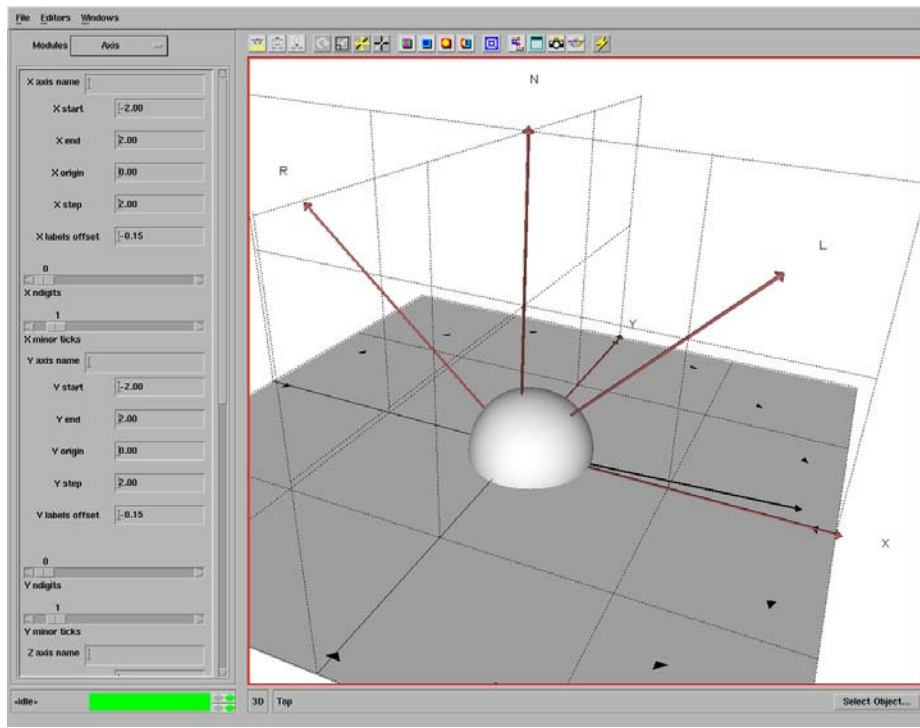 File Editors Windows
Modules Axis
X axis name
X start -2.00
X end 2.00
X origin 0.00
X step 2.00
X labels offset -0.15
0
X ndigits
1
X minor ticks
Y axis name
Y start -2.00
Y end 2.00
Y origin 0.00
Y step 2.00
Y labels offset -0.15
0
Y ndigits
1
Y minor ticks
Z axis name
N
R
L
Y
X
<idle>
3D Top
Select Object...